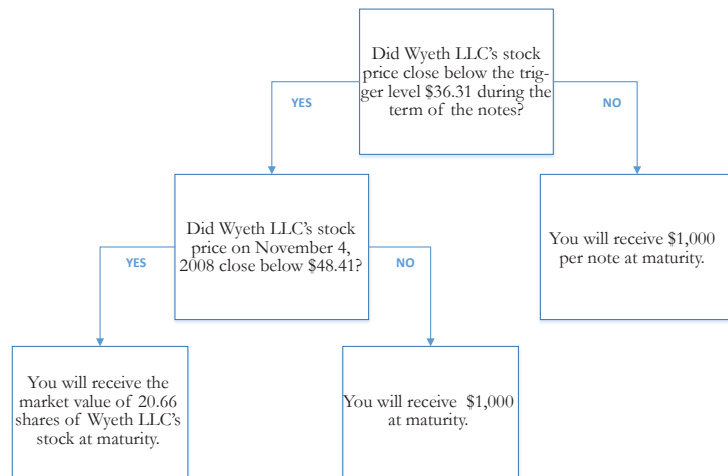 Did Wyeth LLC's stock
price close below the trig-
ger level $36.31 during the
term of the notes?
YES
NO
Did Wyeth LLC's stock
price on November 4,
2008 close below $48.41?
You will receive $1,000
per note at maturity.
YES
NO
You will receive the
market value of 20.66
shares of Wyeth LLC's
stock at maturity.
You will receive $1,000
at maturity.